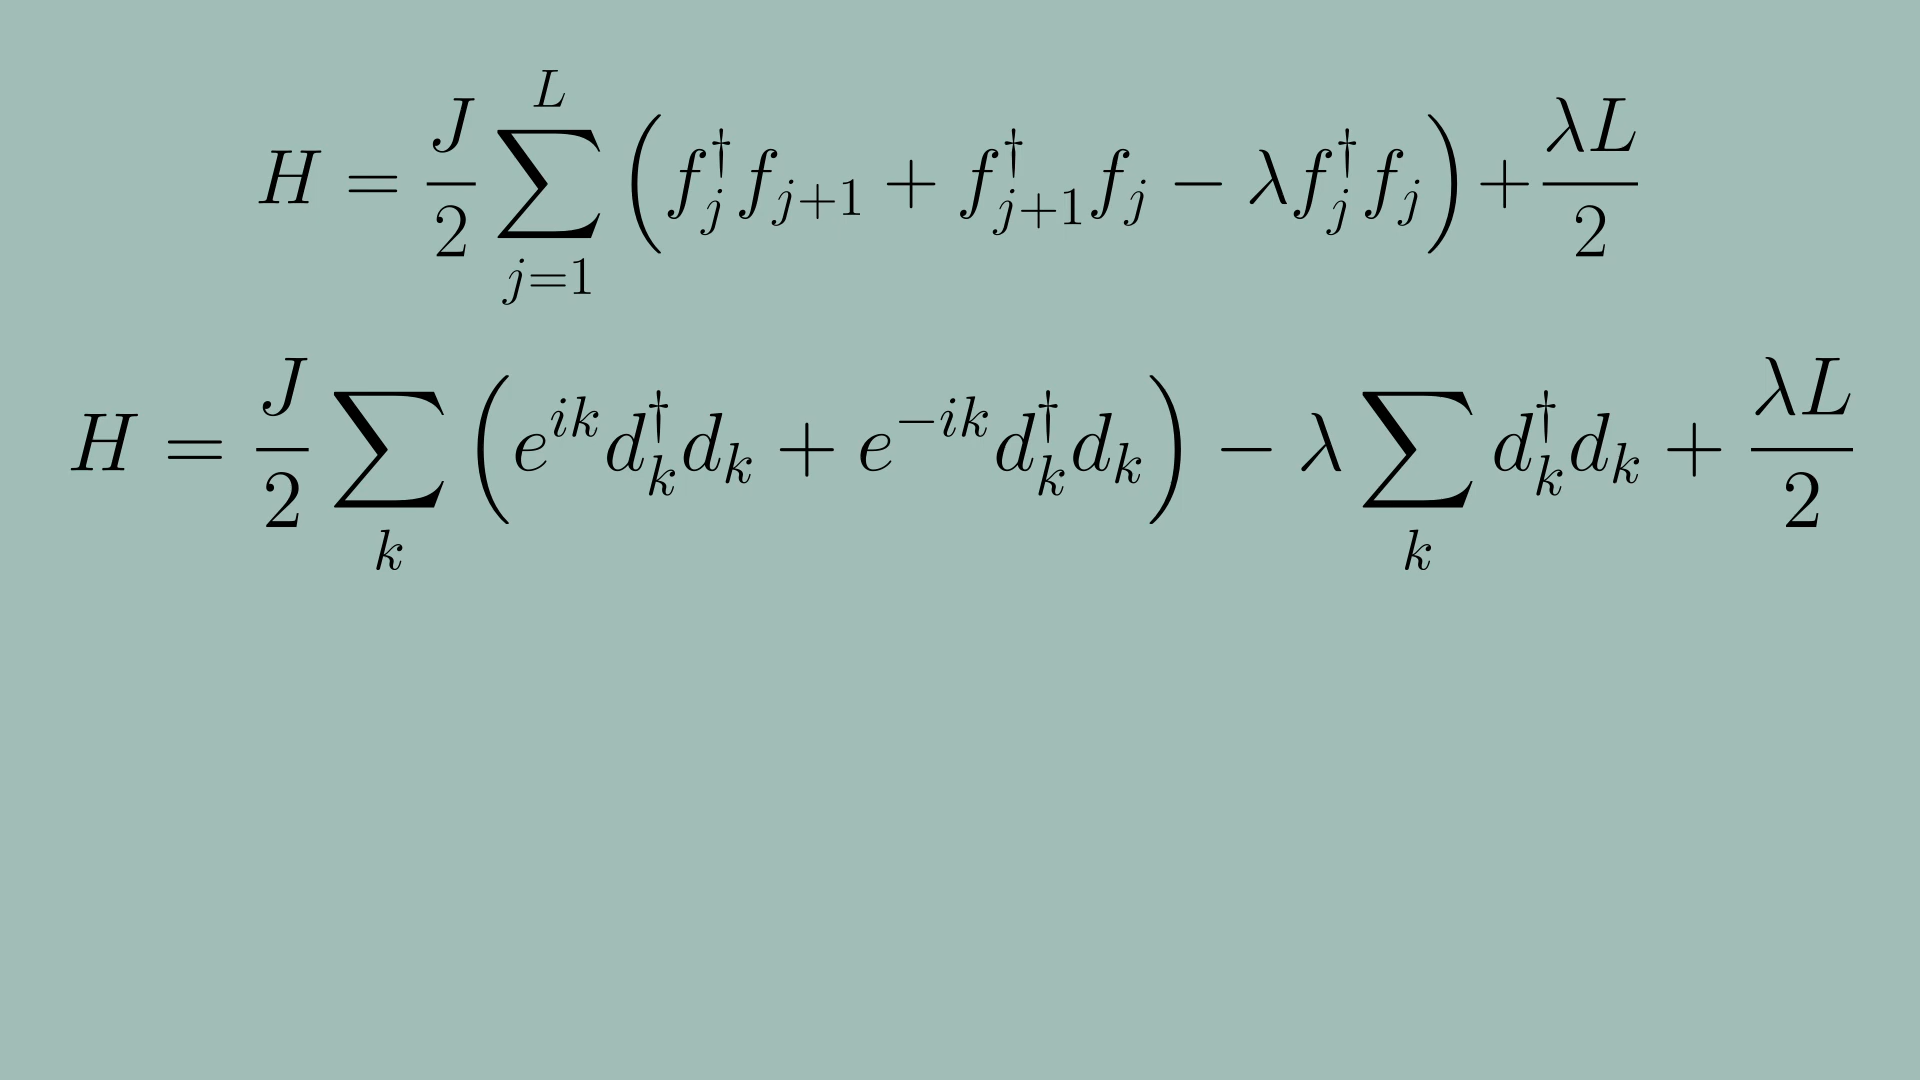 $H = \frac{J}{2} \sum_{j=1}^{L} \left( f_j^\dagger f_{j+1} + f_{j+1}^\dagger f_j - \lambda f_j^\dagger f_j \right) + \frac{\lambda L}{2}$
$H = \frac{J}{2} \sum_{k} \left( e^{ik} d_k^\dagger d_k + e^{-ik} d_k^\dagger d_k \right) - \lambda \sum_{k} d_k^\dagger d_k + \frac{\lambda L}{2}$